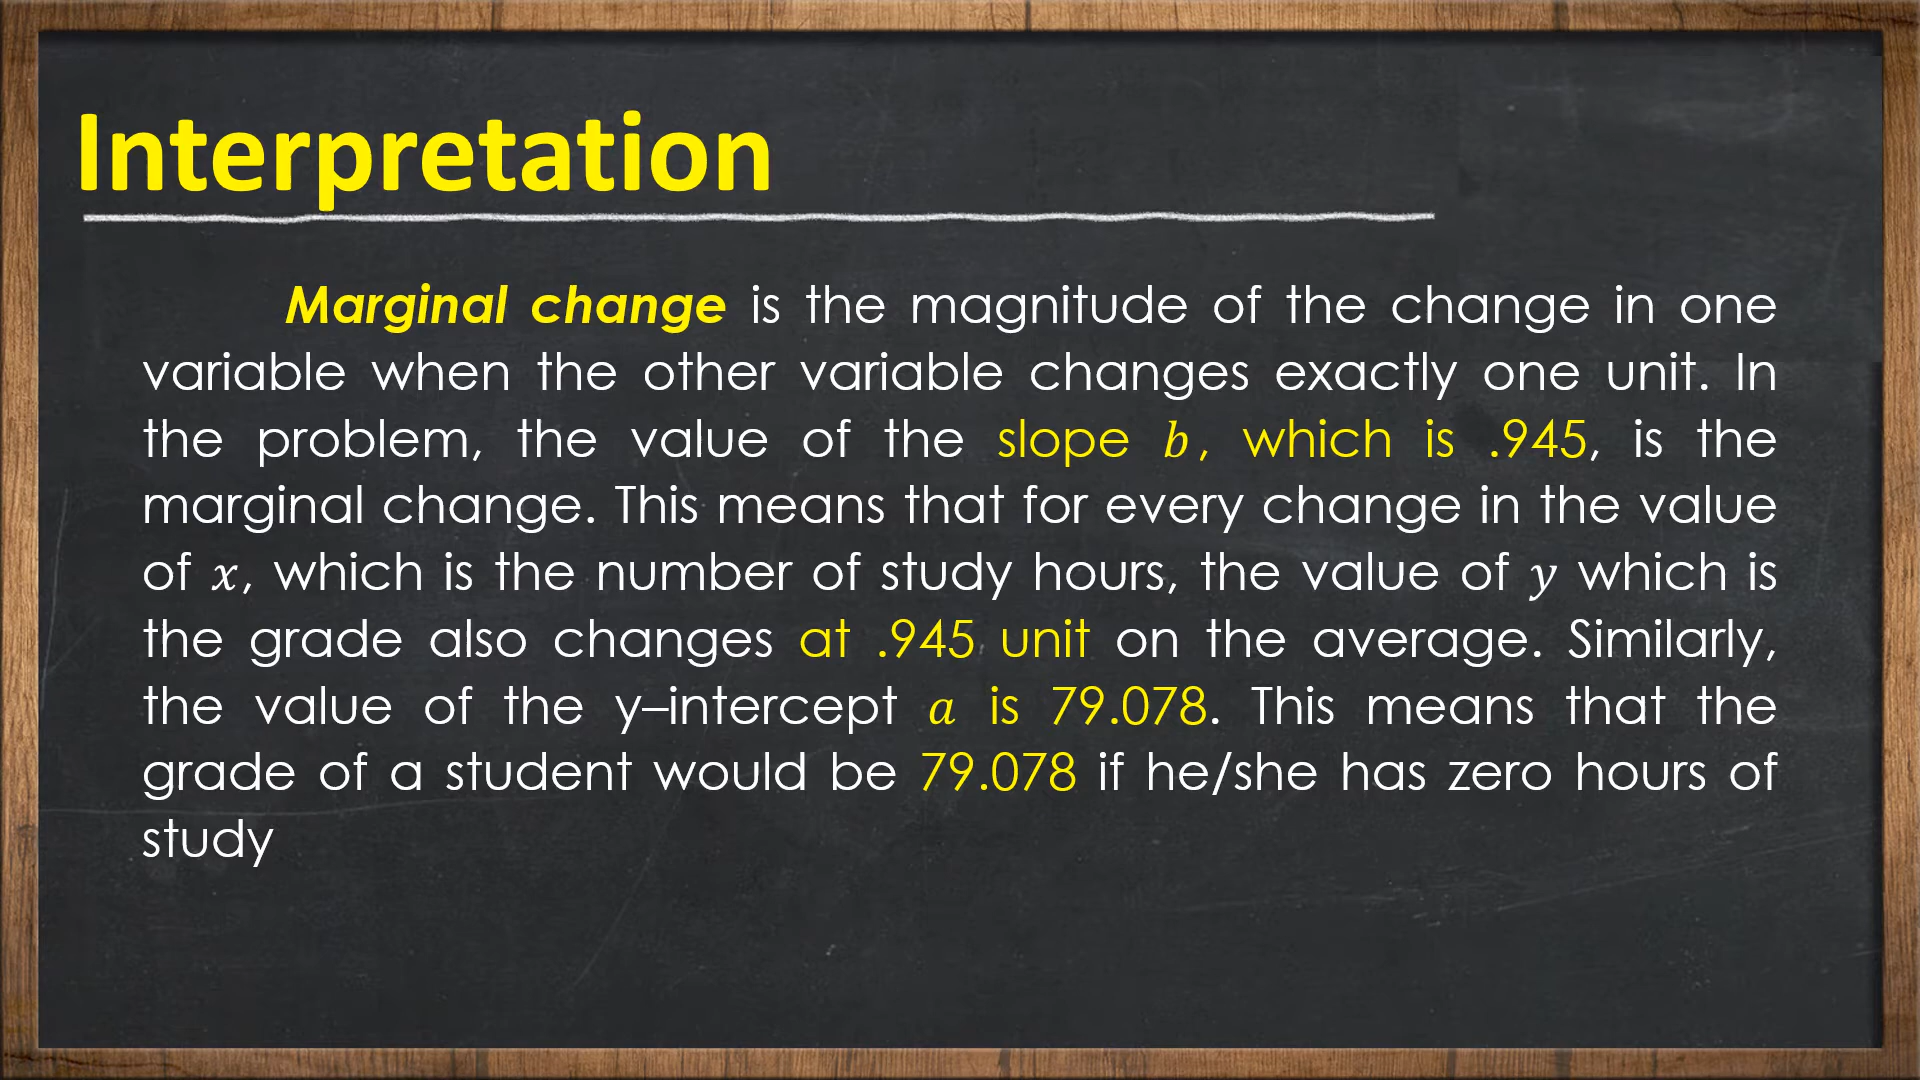 Interpretation
Marginal change is the magnitude of the change in one
variable when the other variable changes exactly one unit. In
the problem, the value of the slope b, which is .945, is the
marginal change. This means that for every change in the value
of x, which is the number of study hours, the value of y which is
the grade also changes at .945 unit on the average. Similarly,
the value of the y–intercept a is 79.078. This means that the
grade of a student would be 79.078 if he/she has zero hours of
study